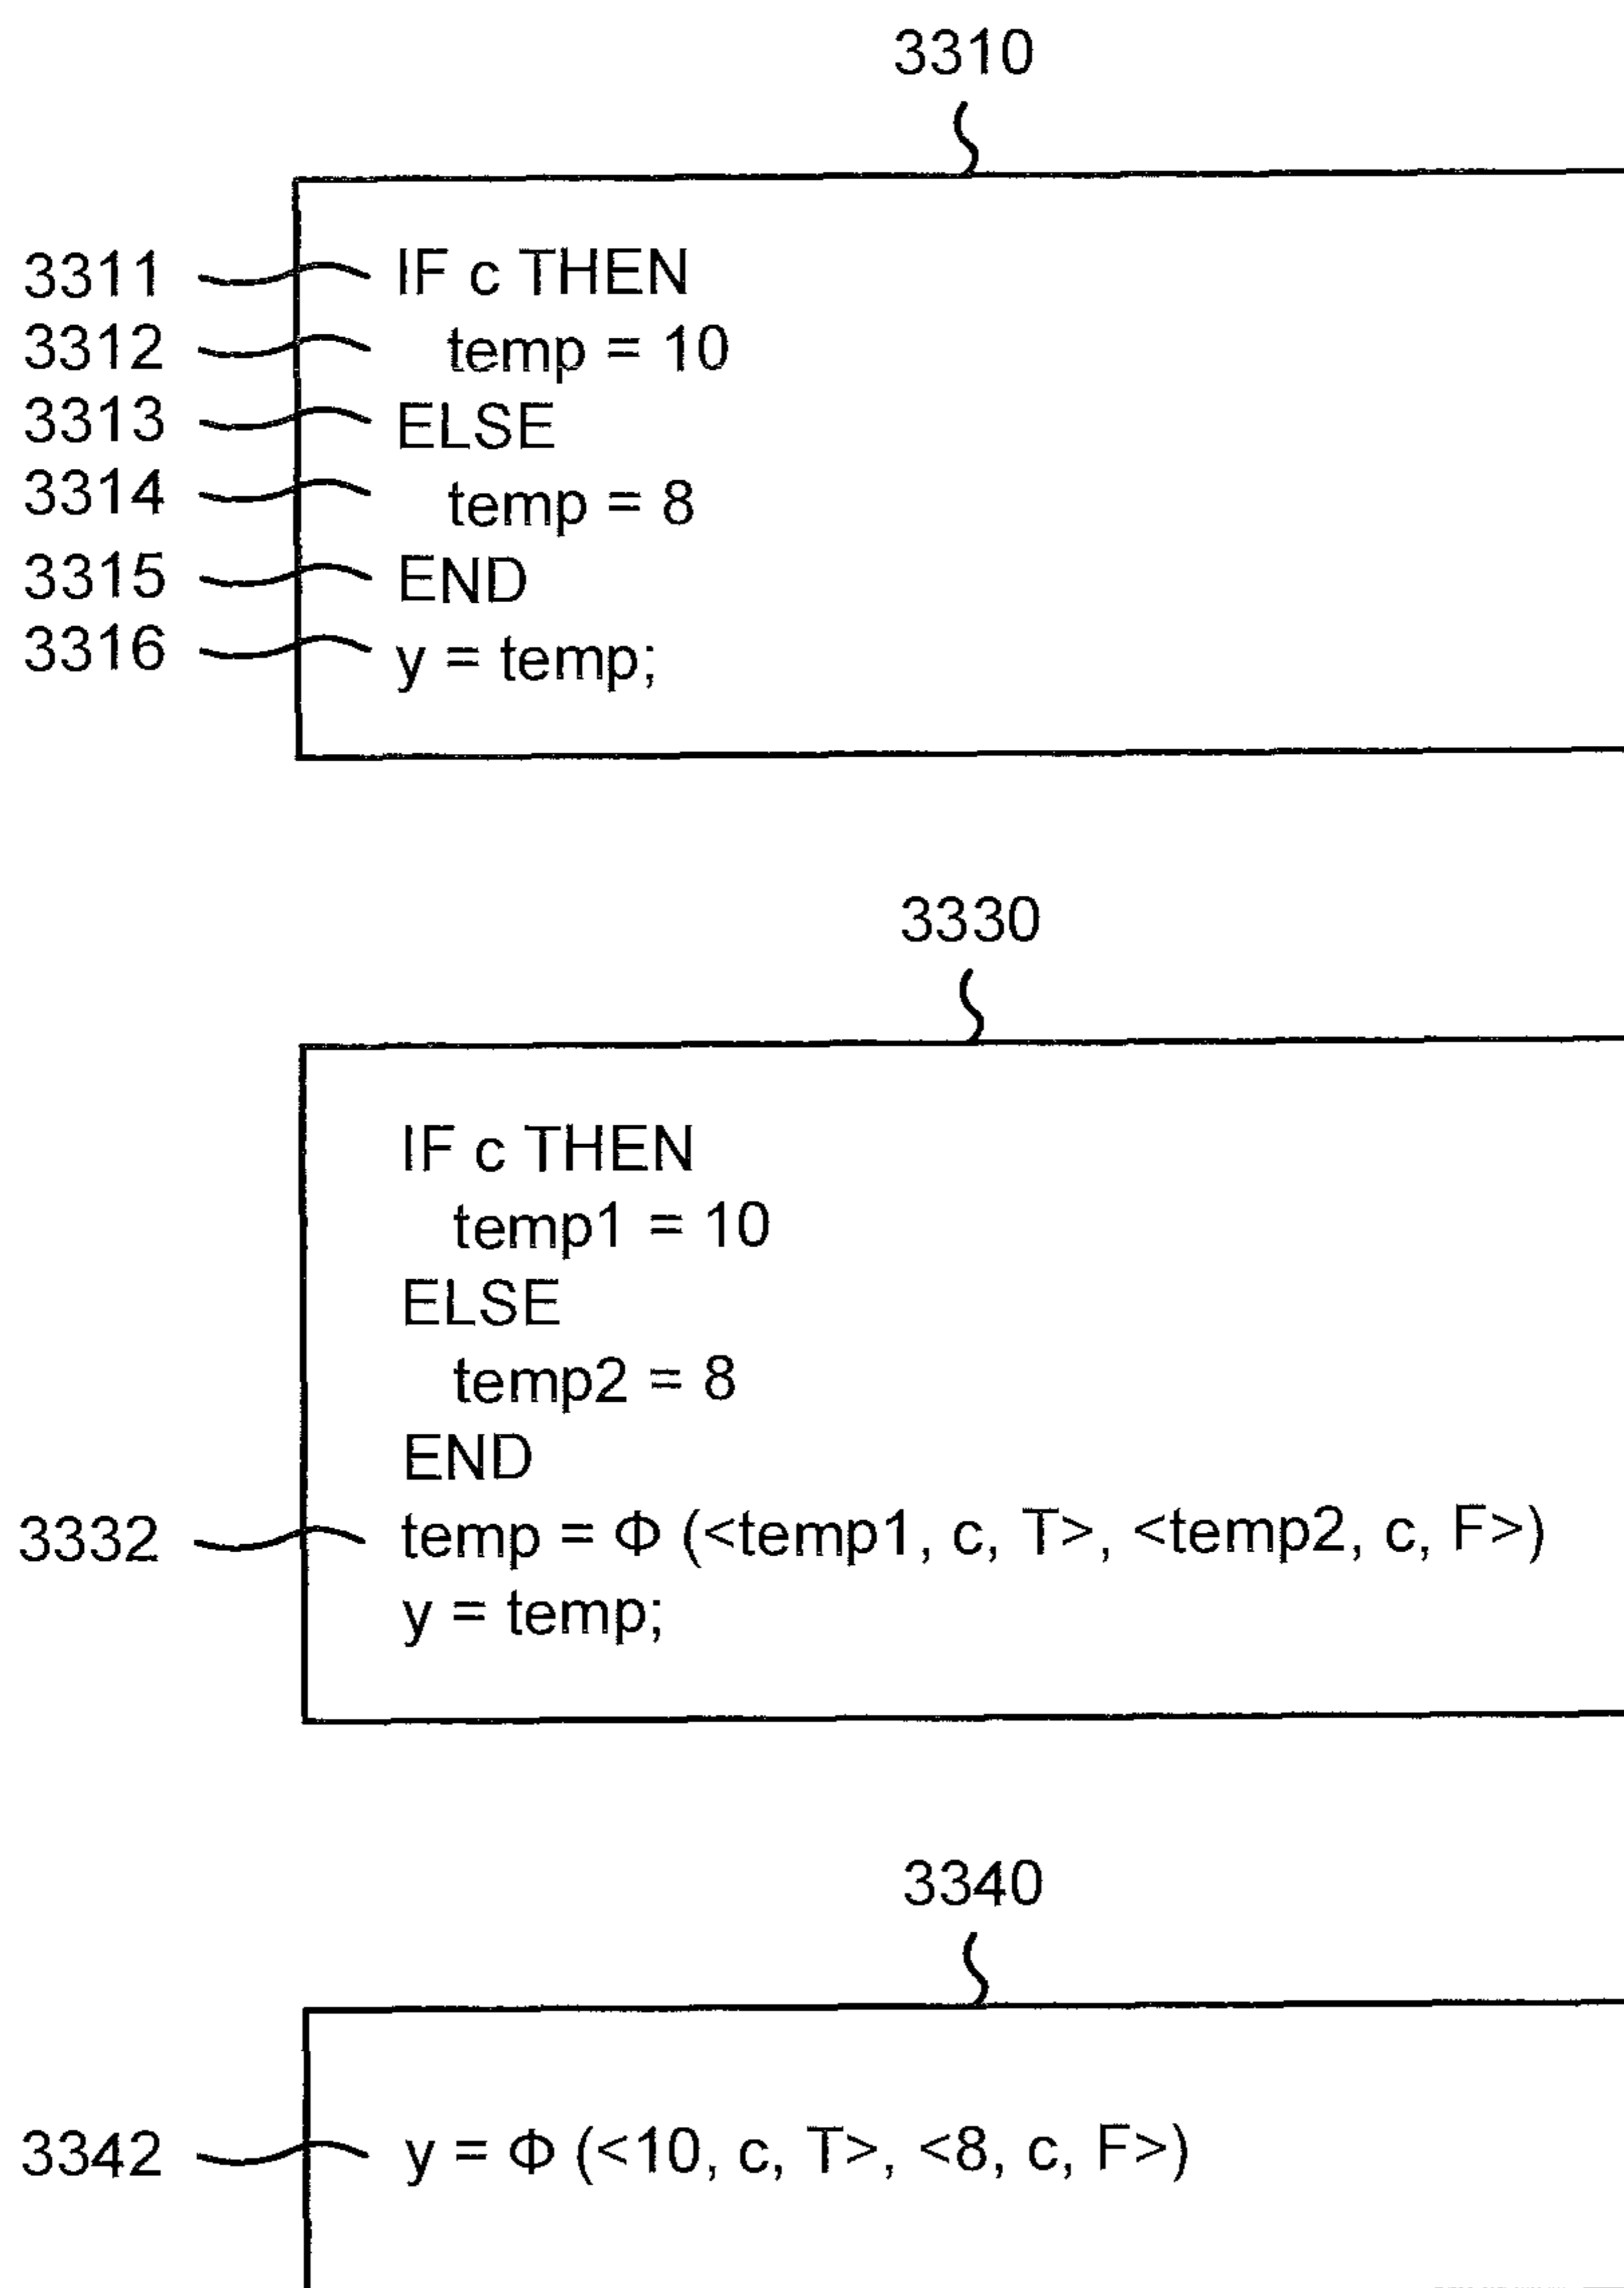 3310
3311 IF c THEN
3312 temp = 10
3313 ELSE
3314 temp = 8
3315 END
3316 y = temp;
3330
IF c THEN
temp1 = 10
ELSE
temp2 = 8
END
3332 temp = Φ (<temp1, c, T>, <temp2, c, F>)
y = temp;
3340
3342 y = Φ (<10, c, T>, <8, c, F>)